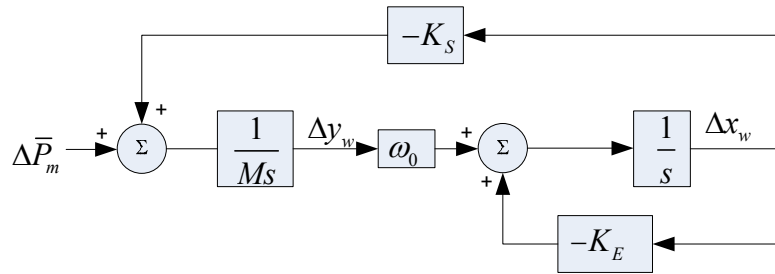 −K_S
+
+
ΔP̅_m
Σ
1/Ms
Δy_w
ω_0
+
+
Σ
1/s
Δx_w
−K_E